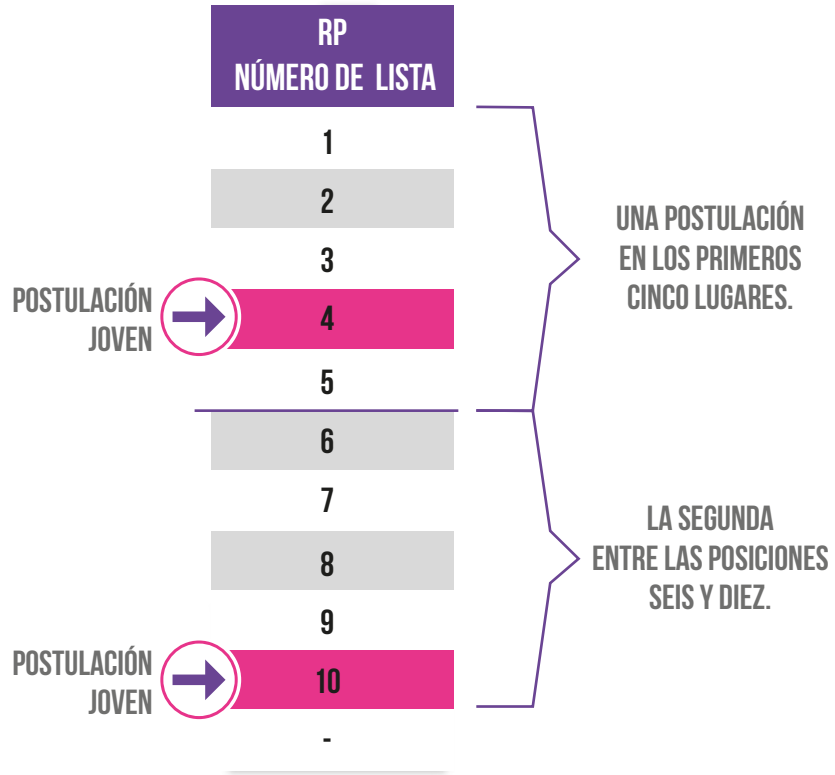 RP
NÚMERO DE LISTA
1
2
3
POSTULACIÓN
JOVEN
4
5
UNA POSTULACIÓN
EN LOS PRIMEROS
CINCO LUGARES.
6
7
8
9
POSTULACIÓN
JOVEN
10
-
LA SEGUNDA
ENTRE LAS POSICIONES
SEIS Y DIEZ.